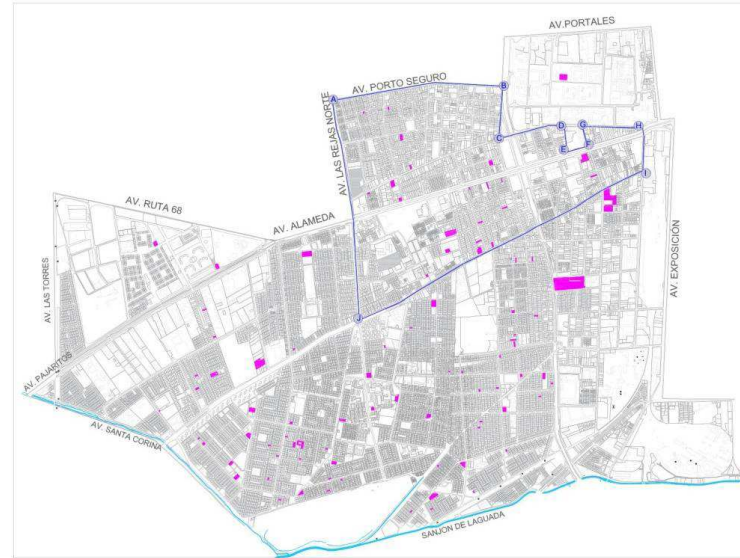 AV.PORTALES
AV. PORTO SEGURO
A
B
AV. LAS REJAS NORTE
C
D
G
H
E
F
I
AV. RUTA 68
AV. ALAMEDA
AV. LAS TORRES
AV. EXPOSICIÓN
J
AV. PAJARITOS
AV. SANTA CORINA
SANJON DE LAGUADA